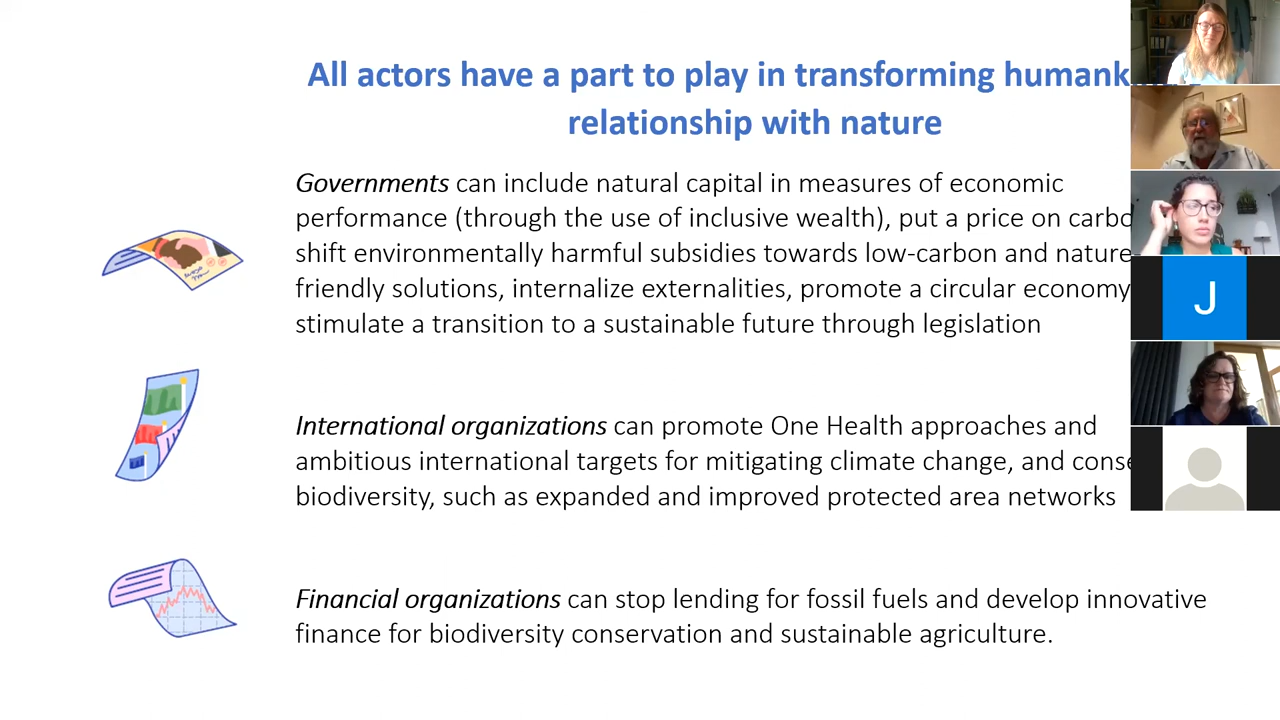 All actors have a part to play in transforming
relationship with nature
Governments can include natural capital in measures of economic
performance (through the use of inclusive wealth), put a price on
shift environmentally harmful subsidies towards low-carbon and nature-
friendly solutions, internalize externalities, promote a circular economy
stimulate a transition to a sustainable future through legislation
International organizations can promote One Health approaches and
ambitious international targets for mitigating climate change, and
biodiversity, such as expanded and improved protected area networks
Financial organizations can stop lending for fossil fuels and develop innovative
finance for biodiversity conservation and sustainable agriculture.
J